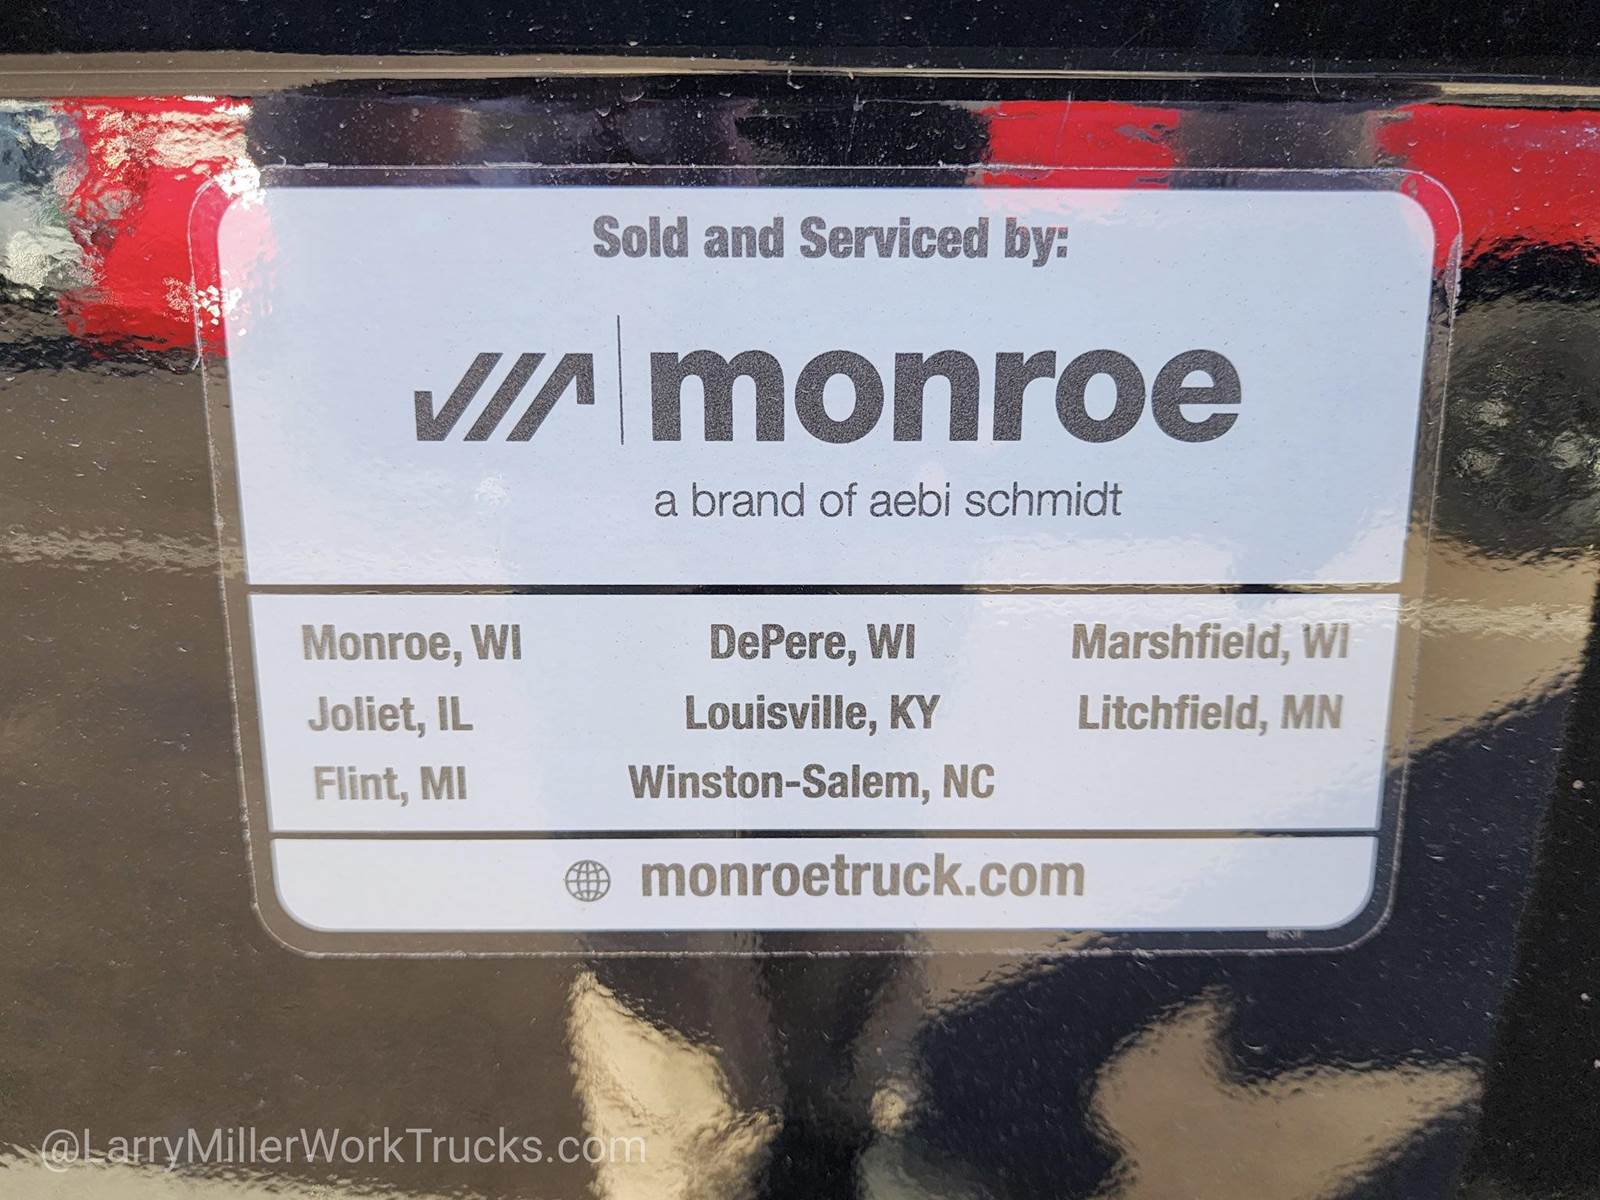 Sold and Serviced by:
monroe
a brand of aebi schmidt
Monroe, WI DePere, WI Marshfield, WI
Joliet, IL Louisville, KY Litchfield, MN
Flint, MI Winston-Salem, NC
monroetruck.com
@LarryMillerWorkTrucks.com